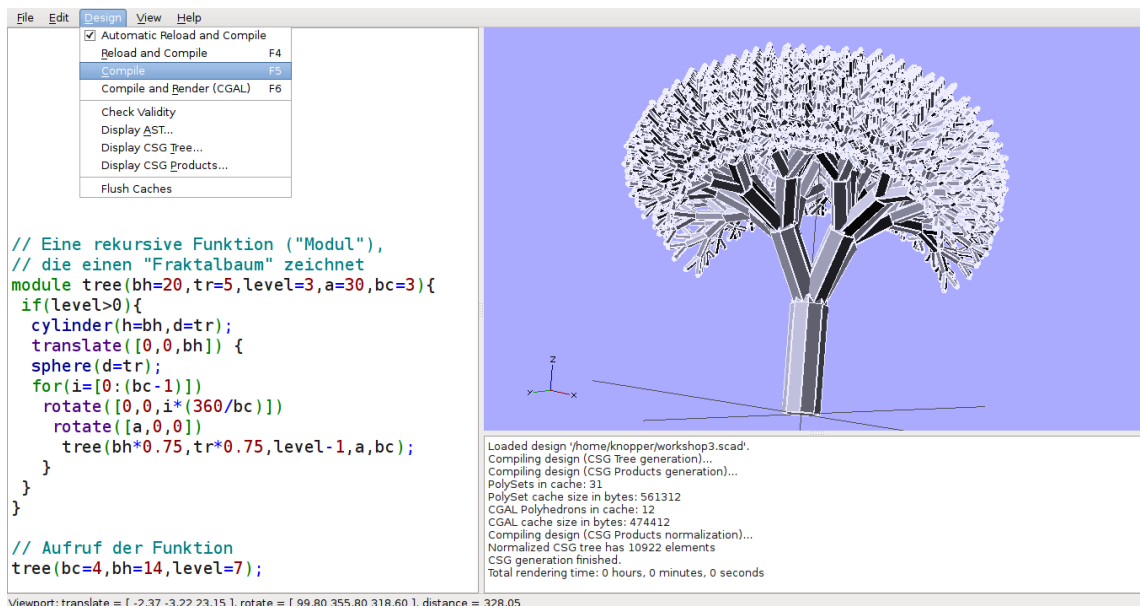 File Edit Design View Help
Automatic Reload and Compile
Reload and Compile F4
Compile F5
Compile and Render (CGAL) F6
Check Validity
Display AST...
Display CSG Tree...
Display CSG Products...
Flush Caches
// Eine rekursive Funktion ("Modul"),
// die einen "Fraktalbaum" zeichnet
module tree(bh=20,tr=5,level=3,a=30,bc=3){
if(level>0){
cylinder(h=bh,d=tr);
translate([0,0,bh]) {
sphere(d=tr);
for(i=[0:(bc-1)])
rotate([0,0,i*(360/bc)])
rotate([a,0,0])
tree(bh*0.75,tr*0.75,level-1,a,bc);
}
}
}
// Aufruf der Funktion
tree(bc=4,bh=14,level=7);
z
y
x
Loaded design '/home/knopper/workshop3.scad'.
Compiling design (CSG Tree generation)...
Compiling design (CSG Products generation)...
PolySets in cache: 31
PolySet cache size in bytes: 561312
CGAL Polyhedrons in cache: 12
CGAL cache size in bytes: 474412
Compiling design (CSG Products normalization)...
Normalized CSG tree has 10922 elements
CSG generation finished.
Total rendering time: 0 hours, 0 minutes, 0 seconds
Viewport: translate = [ -2.37 -3.22 23.15 ], rotate = [ 99.80 355.80 318.60 ], distance = 328.05